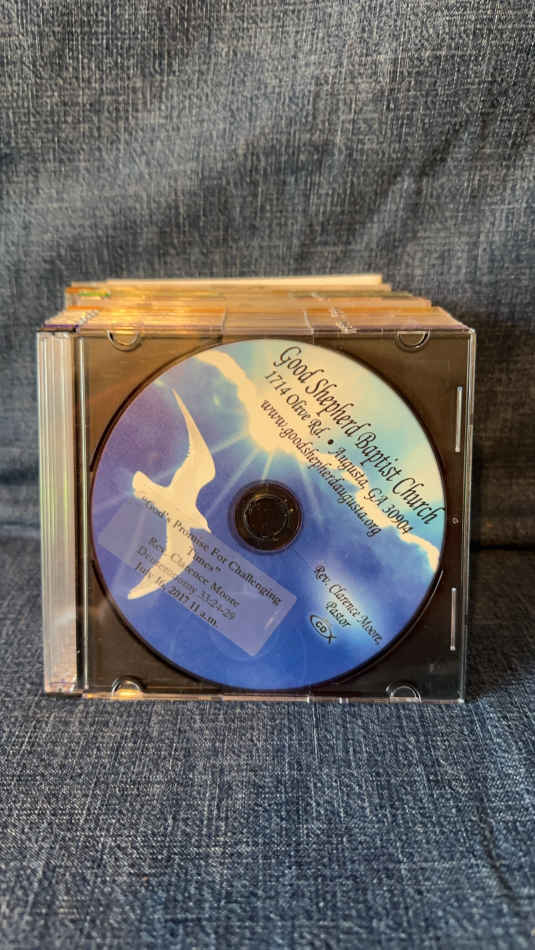 Good Shepherd Baptist Church
1714 Olive Rd. • Augusta, GA 30904
www.goodshepherdaugusta.org
"God's Promise For Challenging
Times"
Rev. Clarence Moore
Deuteronomy 33:24-29
July 16, 2017 11 a.m.
Rev. Clarence Moore,
Pastor
CD